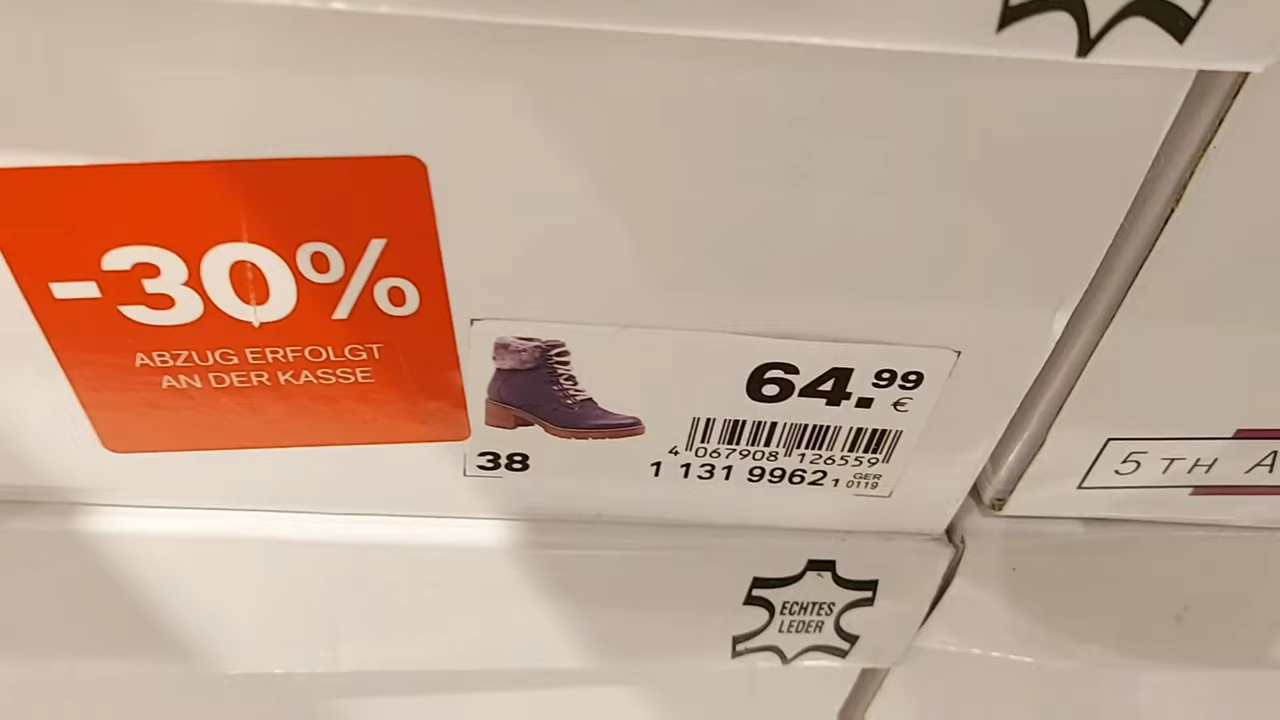 -30%
ABZUG ERFOLGT
AN DER KASSE
64.99
€
4 067908 126559
38
1 131 9962 1
GER
0119
5TH A
ECHTES
LEDER